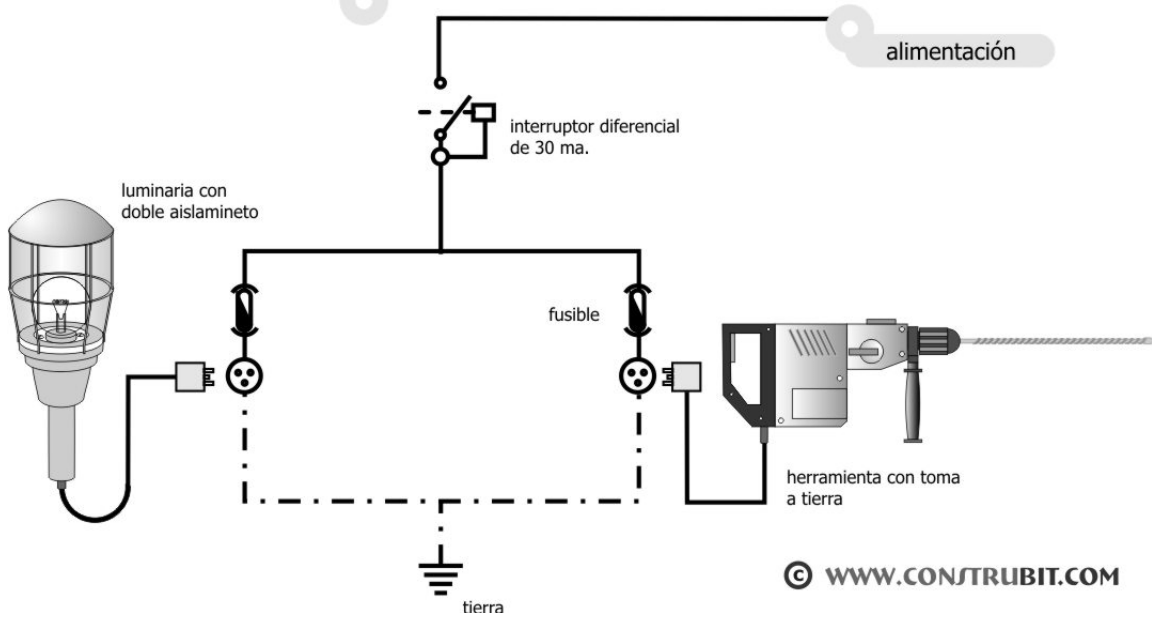 alimentación
interruptor diferencial
de 30 ma.
luminaria con
doble aislamineto
fusible
herramienta con toma
a tierra
tierra
© WWW.CONSTRUBIT.COM